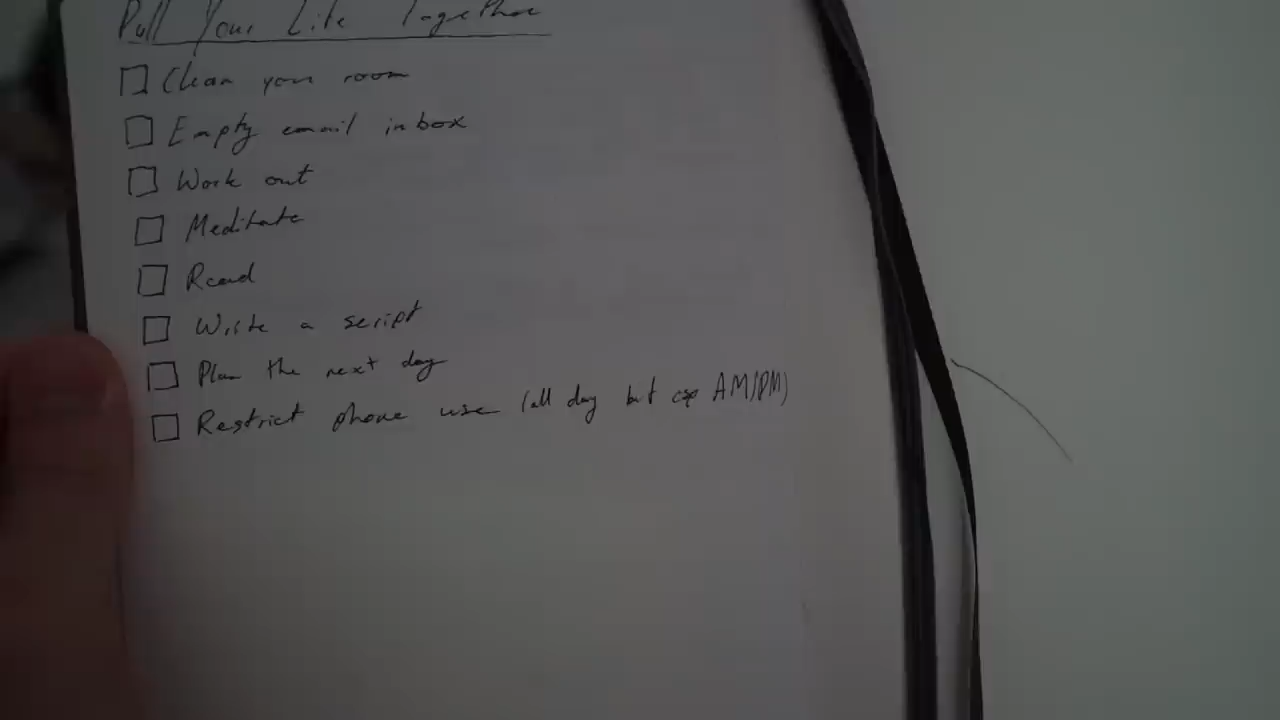 Pull Your Life Together
Clean your room
Empty email inbox
Work out
Meditate
Read
Write a script
Plan the next day
Restrict phone use (all day but esp AM/PM)